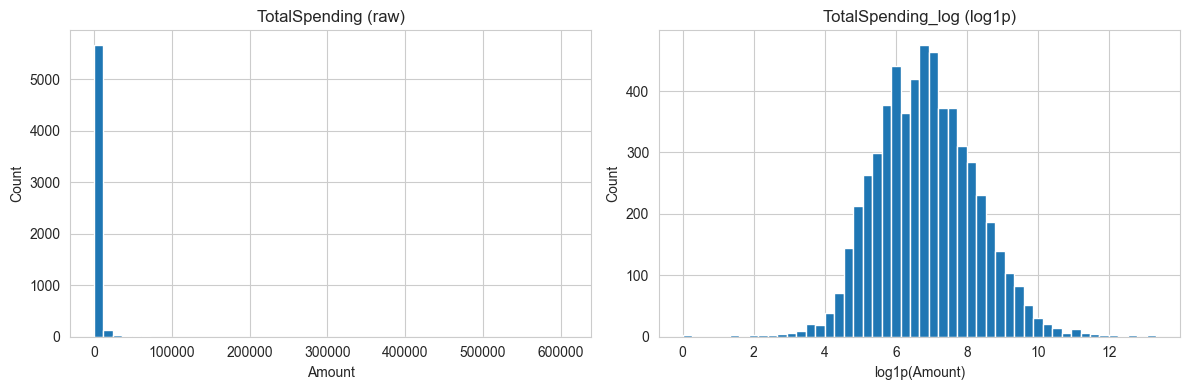 TotalSpending (raw)
Count
5000
4000
3000
2000
1000
0
0 100000 200000 300000 400000 500000 600000
Amount
TotalSpending_log (log1p)
Count
400
300
200
100
0
0 2 4 6 8 10 12
log1p(Amount)